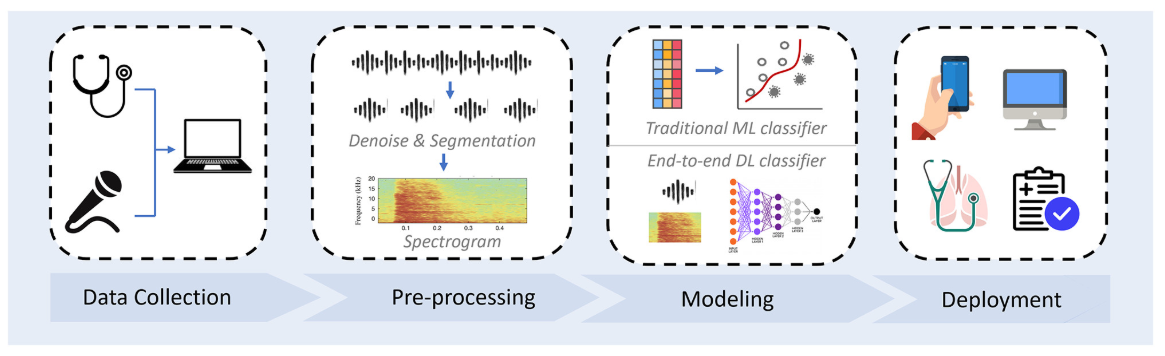 Denoise & Segmentation
Frequency (kHz)
20
15
10
5
0
0.1
0.2
0.3
0.4
Spectrogram
Traditional ML classifier
End-to-end DL classifier
INPUT
LAYER
HIDDEN
LAYER 1
HIDDEN
LAYER 2
HIDDEN
LAYER 3
OUTPUT
LAYER
Data Collection
Pre-processing
Modeling
Deployment